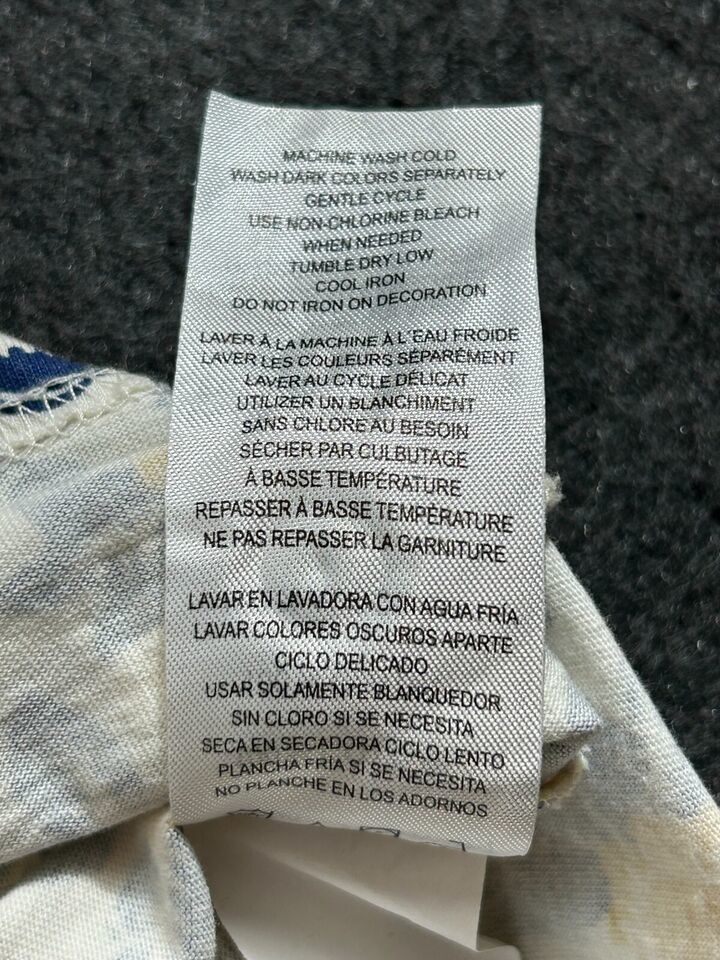 MACHINE WASH COLD
WASH DARK COLORS SEPARATELY
GENTLE CYCLE
USE NON-CHLORINE BLEACH
WHEN NEEDED
TUMBLE DRY LOW
COOL IRON
DO NOT IRON ON DECORATION
LAVER À LA MACHINE À L'EAU FROIDE
LAVER LES COULEURS SÉPARÉMENT
LAVER AU CYCLE DÉLICAT
UTILIZER UN BLANCHIMENT
SANS CHLORE AU BESOIN
SÉCHER PAR CULBUTAGE
À BASSE TEMPÉRATURE
REPASSER À BASSE TEMPÉRATURE
NE PAS REPASSER LA GARNITURE
LAVAR EN LAVADORA CON AGUA FRÍA
LAVAR COLORES OSCUROS APARTE
CICLO DELICADO
USAR SOLAMENTE BLANQUEDOR
SIN CLORO SI SE NECESITA
SECA EN SECADORA CICLO LENTO
PLANCHA FRÍA SI SE NECESITA
NO PLANCHE EN LOS ADORNOS